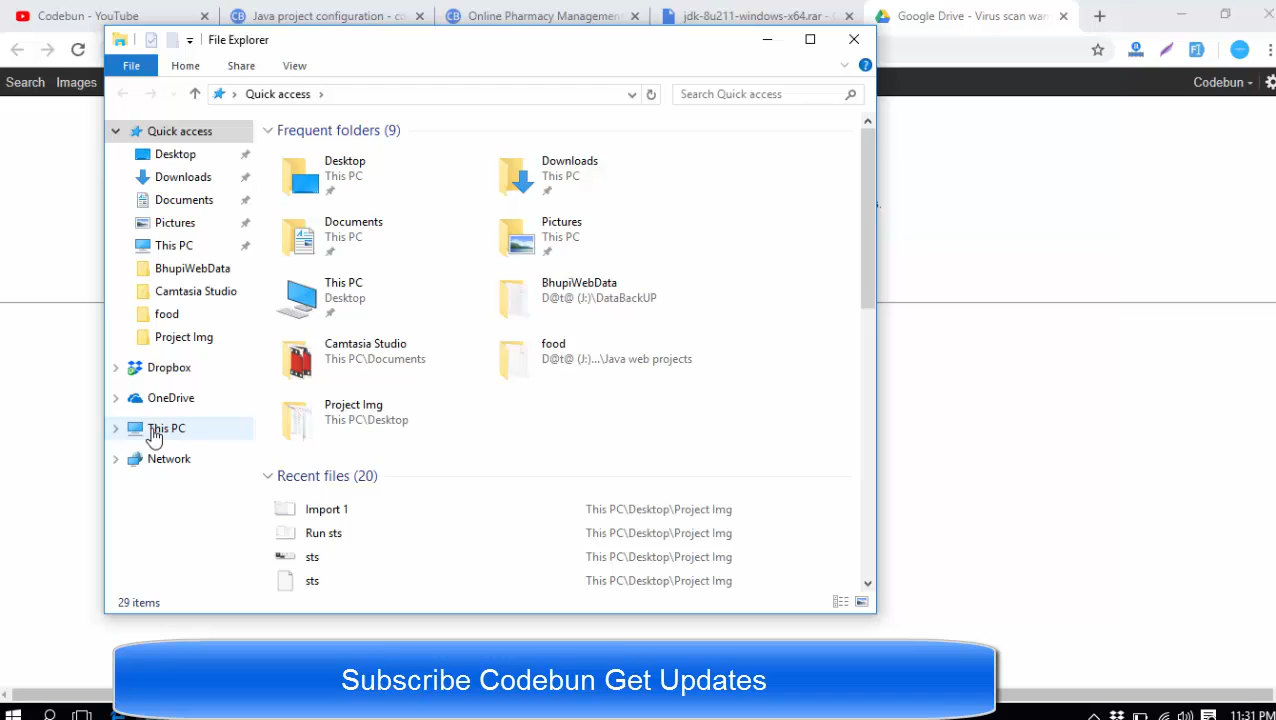 Codebun - YouTube
Java project configuration - co
Online Pharmacy Management
jdk-8u211-windows-x64.rar - G
Google Drive - Virus scan war
File Explorer
File Home Share View
Quick access
Search Quick access
Search Images
Codebun
Quick access
Desktop
Downloads
Documents
Pictures
This PC
BhupiWebData
Camtasia Studio
food
Project Img
Dropbox
OneDrive
This PC
Network
Frequent folders (9)
Desktop
This PC
Downloads
This PC
Documents
This PC
Pictures
This PC
This PC
Desktop
BhupiWebData
D@t@ (J:)\DataBackUP
Camtasia Studio
This PC\Documents
food
D@t@ (J:)...\Java web projects
Project Img
This PC\Desktop
s.
Recent files (20)
Import 1 This PC\Desktop\Project Img
Run sts This PC\Desktop\Project Img
sts This PC\Desktop\Project Img
sts This PC\Desktop\Project Img
29 items
Subscribe Codebun Get Updates
11:31 PM